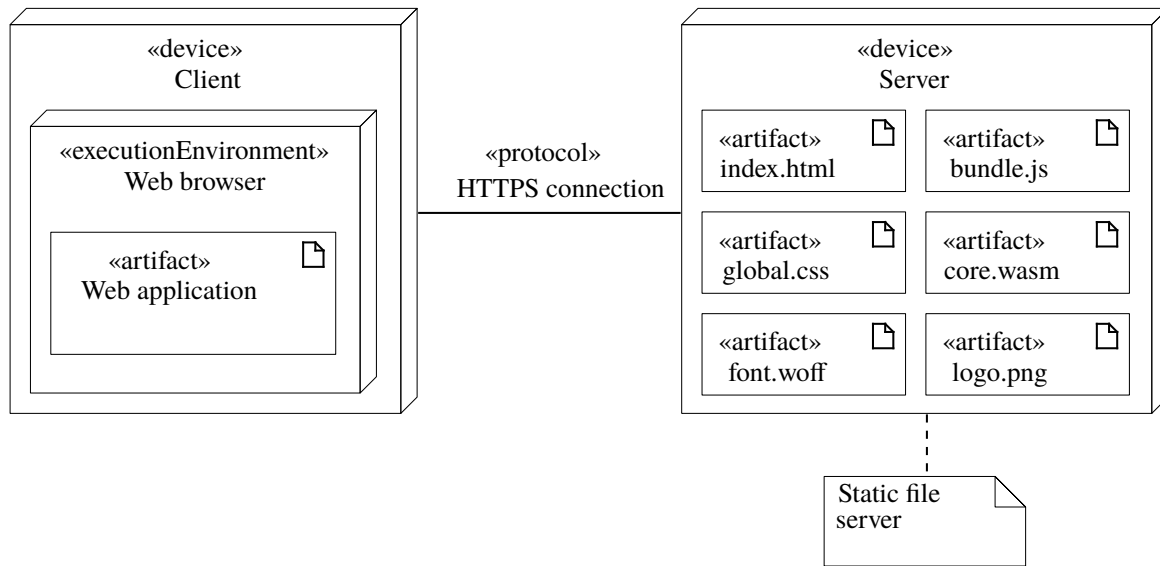 «device»
Client
«executionEnvironment»
Web browser
«artifact»
Web application
«protocol»
HTTPS connection
«device»
Server
«artifact»
index.html
«artifact»
bundle.js
«artifact»
global.css
«artifact»
core.wasm
«artifact»
font.woff
«artifact»
logo.png
Static file
server